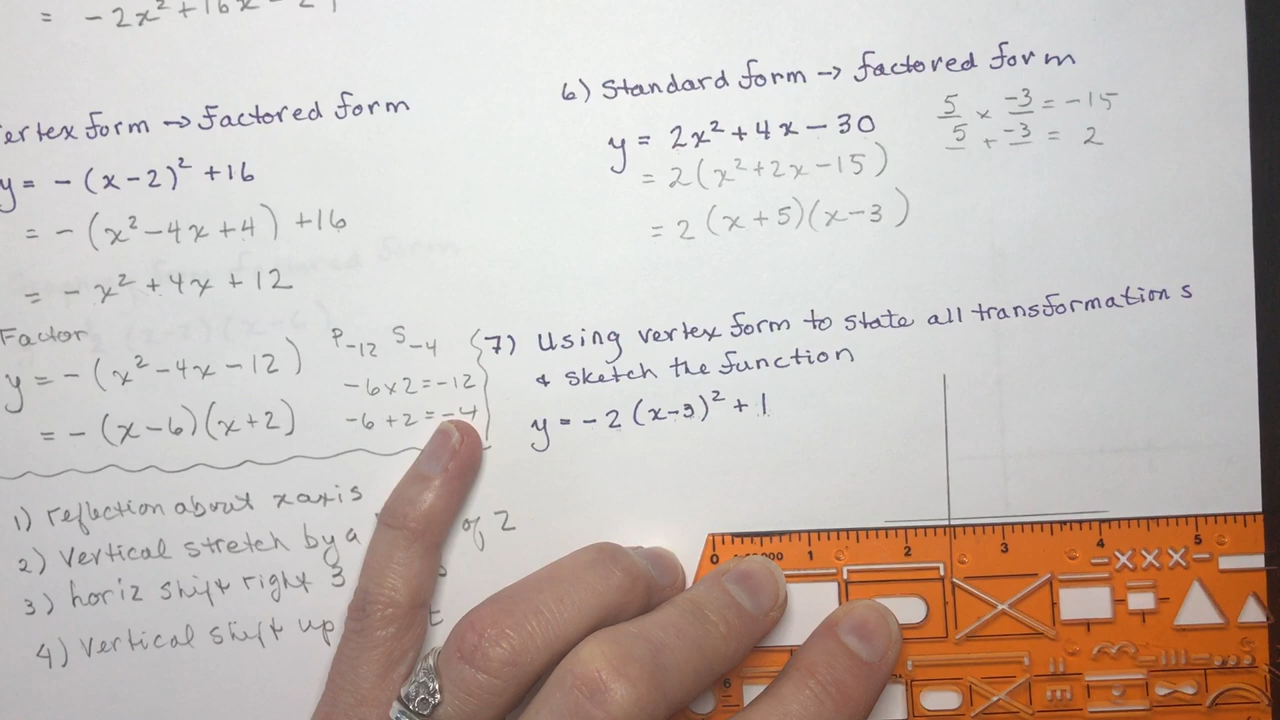 = -2x² + 16x - 2
ertex form → factored form
y = -(x-2)² + 16
= -(x² - 4x + 4) + 16
= -x² + 4x + 12
Factor
y = -(x² - 4x - 12)
= -(x-6)(x+2)
P -12 S -4
-6 x 2 = -12
-6 + 2 = -4
1) reflection about x axis
2) vertical stretch by a of 2
3) horiz shift right 3
4) vertical shift up
6) Standard form → factored form
y = 2x² + 4x - 30
= 2(x² + 2x - 15)
= 2(x+5)(x-3)
5 x -3 = -15
5 + -3 = 2
7) Using vertex form to state all transformations
& sketch the function
y = -2(x-3)² + 1
0 1 2 3 4 5
6